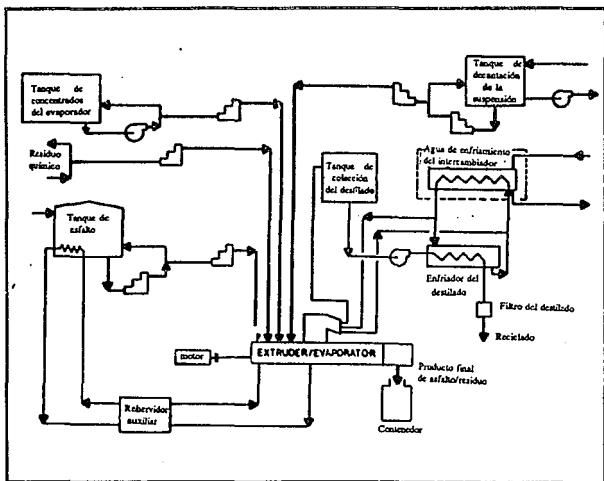 Tanque de
concentrados
del evaporador
Residuo
químico
Tanque de
asfalto
motor
Rehervidor
auxiliar
EXTRUDER/EVAPORATOR
Tanque de
colección
del destilado
Tanque de
decantación
de la
suspensión
Agua de enfriamiento
del intercambiador
Enfriador del
destilado
Filtro del destilado
Reciclado
Producto final
de asfalto/residuo
Contenedor